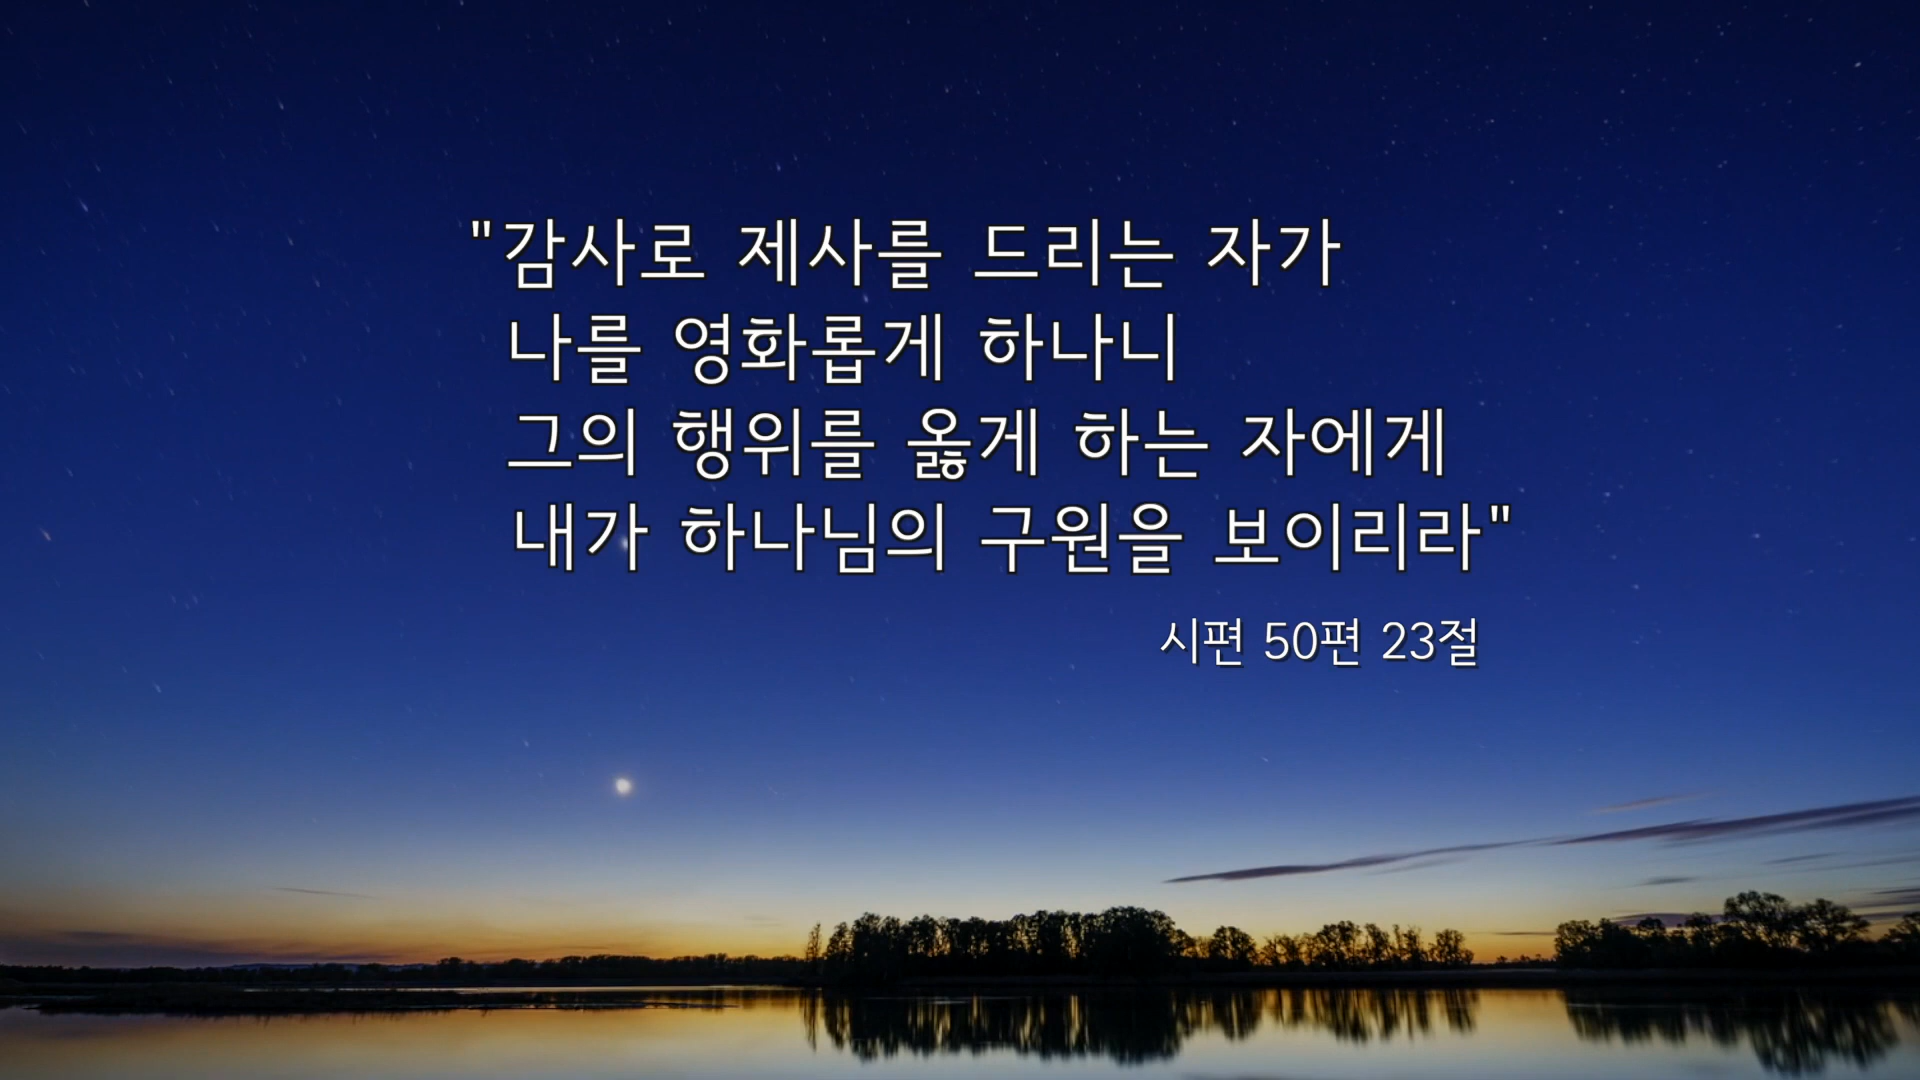 "감사로 제사를 드리는 자가
나를 영화롭게 하나니
그의 행위를 옳게 하는 자에게
내가 하나님의 구원을 보이리라"
시편 50편 23절